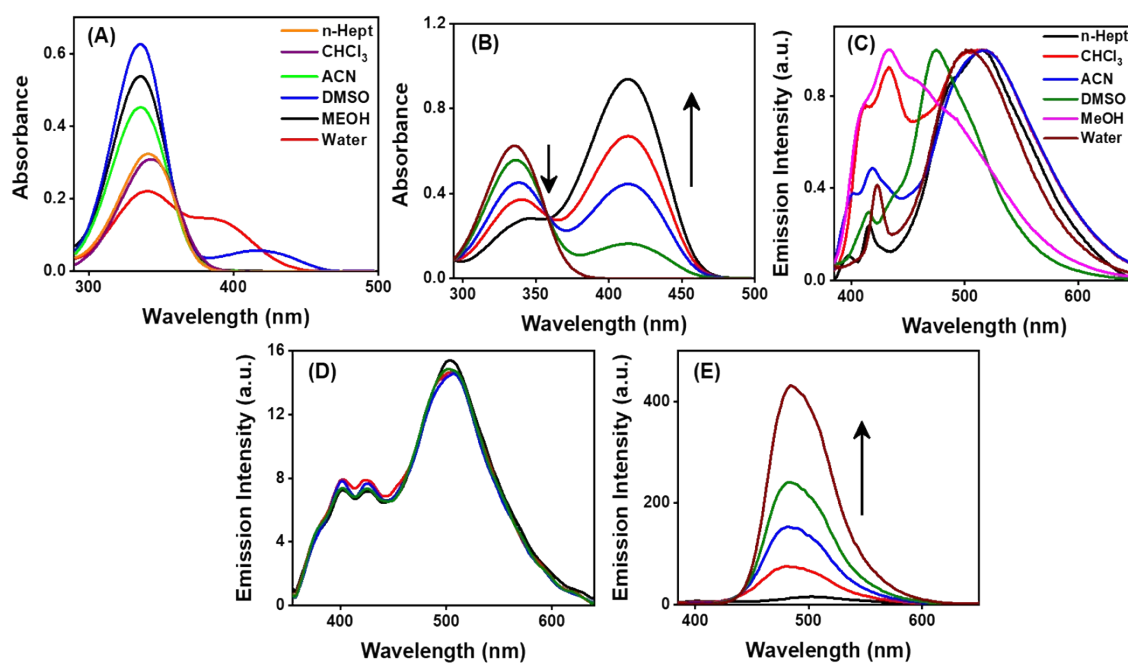 (A)
n-Hept
CHCl₃
ACN
DMSO
MEOH
Water
Absorbance
0.6
0.4
0.2
0.0
300
400
500
Wavelength (nm)
(B)
Absorbance
1.2
0.8
0.4
0.0
300
350
400
450
500
Wavelength (nm)
(C)
n-Hept
CHCl₃
ACN
DMSO
MeOH
Water
Emission Intensity (a.u.)
0.8
0.4
0.0
400
500
600
Wavelength (nm)
(D)
Emission Intensity (a.u.)
16
12
8
4
0
400
500
600
Wavelength (nm)
(E)
Emission Intensity (a.u.)
400
200
0
400
500
600
Wavelength (nm)